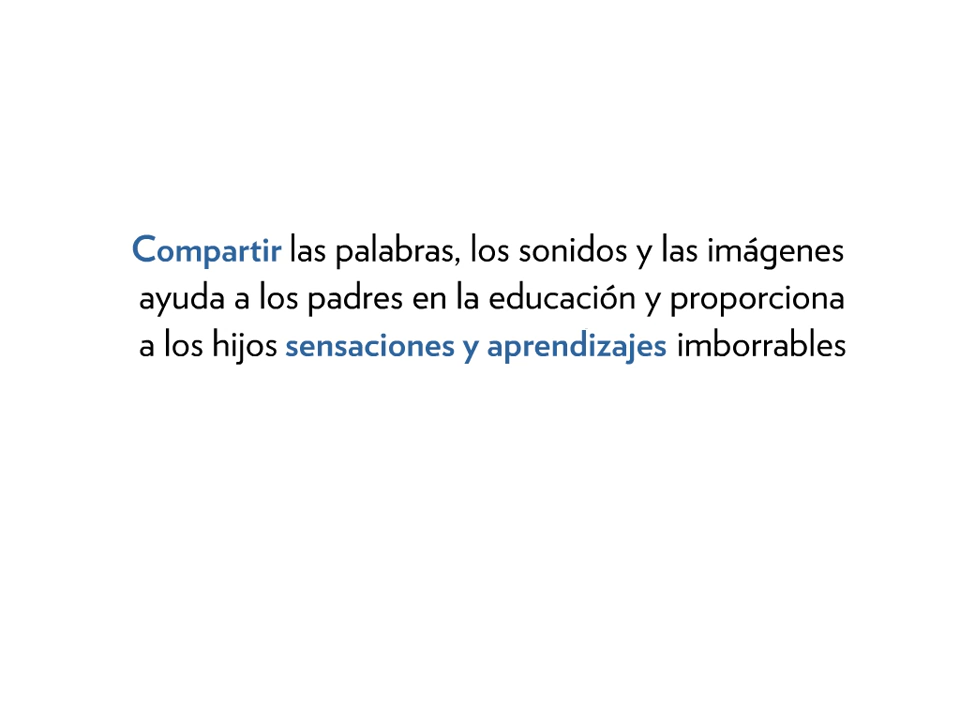 Compartir las palabras, los sonidos y las imágenes
ayuda a los padres en la educación y proporciona
a los hijos sensaciones y aprendizajes imborrables